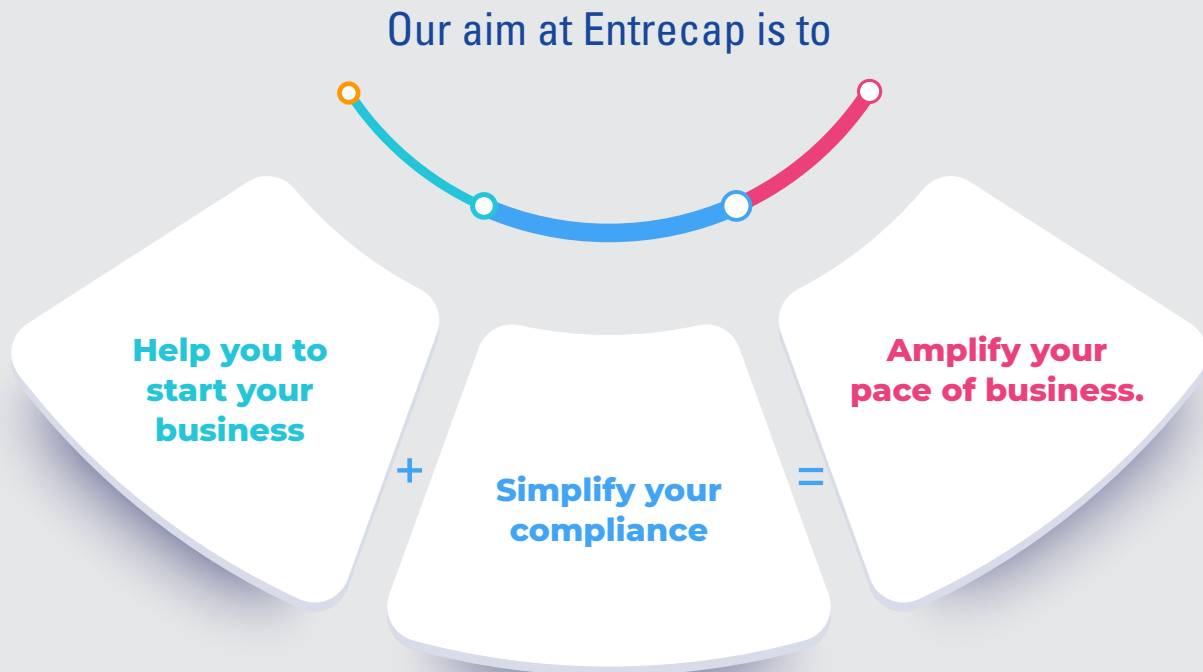 Our aim at Entrecap is to
Help you to
start your
business
+
Simplify your
compliance
=
Amplify your
pace of business.